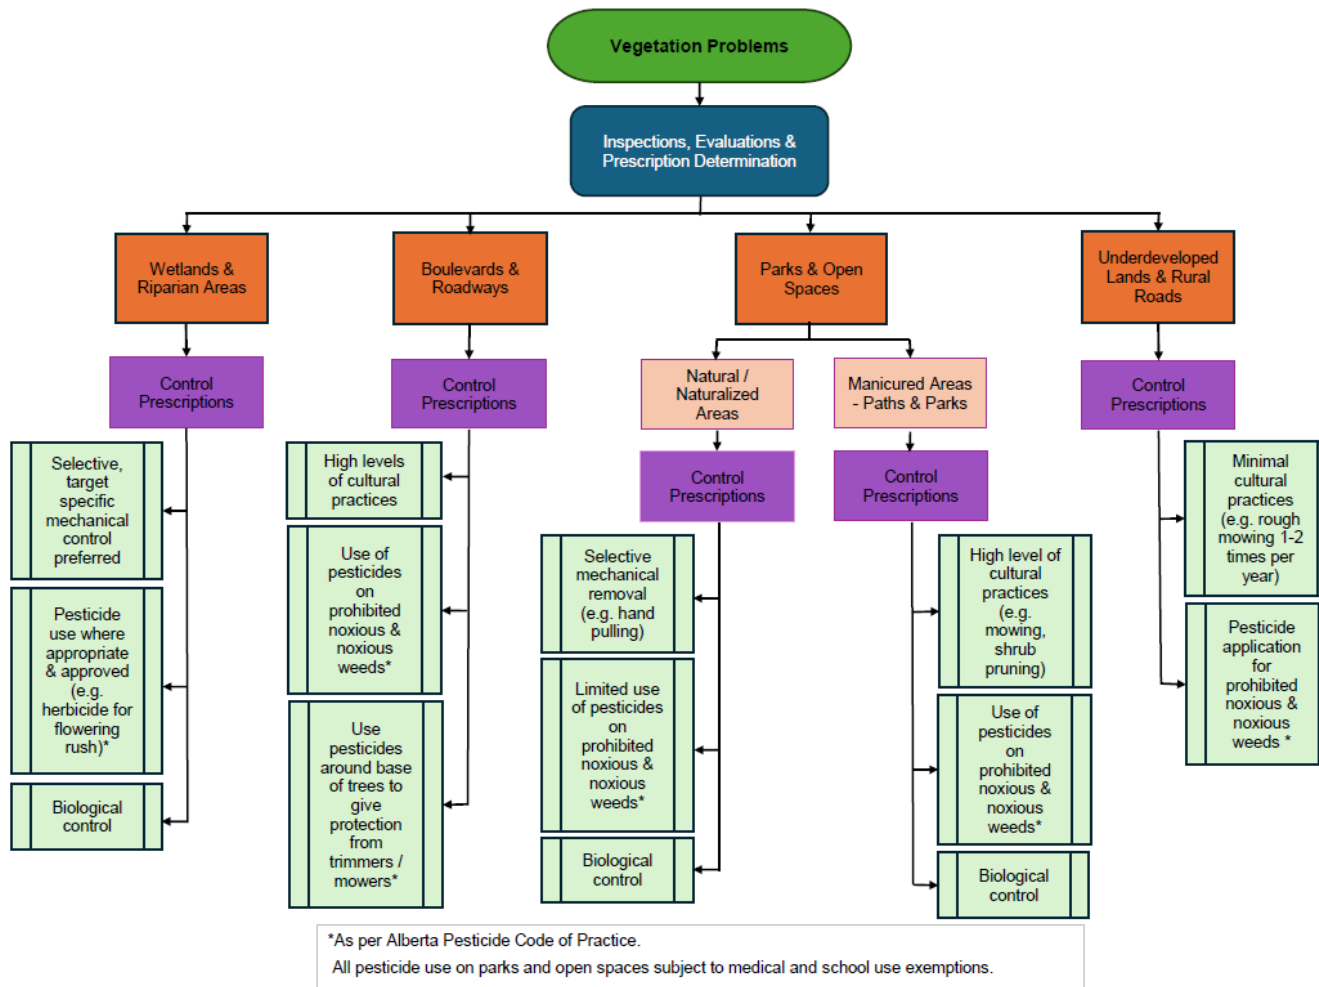 Vegetation Problems
Inspections, Evaluations &
Prescription Determination
Wetlands &
Riparian Areas
Boulevards &
Roadways
Parks & Open
Spaces
Underdeveloped
Lands & Rural
Roads
Control
Prescriptions
Control
Prescriptions
Natural /
Naturalized
Areas
Manicured Areas
- Paths & Parks
Control
Prescriptions
Selective,
target
specific
mechanical
control
preferred
Pesticide
use where
appropriate
& approved
(e.g.
herbicide for
flowering
rush)*
Biological
control
High levels
of cultural
practices
Use of
pesticides
on
prohibited
noxious &
noxious
weeds*
Use
pesticides
around base
of trees to
give
protection
from
trimmers /
mowers*
Control
Prescriptions
Selective
mechanical
removal
(e.g. hand
pulling)
Limited use
of pesticides
on
prohibited
noxious &
noxious
weeds*
Biological
control
Control
Prescriptions
High level of
cultural
practices
(e.g.
mowing,
shrub
pruning)
Use of
pesticides
on
prohibited
noxious &
noxious
weeds*
Biological
control
Minimal
cultural
practices
(e.g. rough
mowing 1-2
times per
year)
Pesticide
application
for
prohibited
noxious &
noxious
weeds *
*As per Alberta Pesticide Code of Practice.
All pesticide use on parks and open spaces subject to medical and school use exemptions.